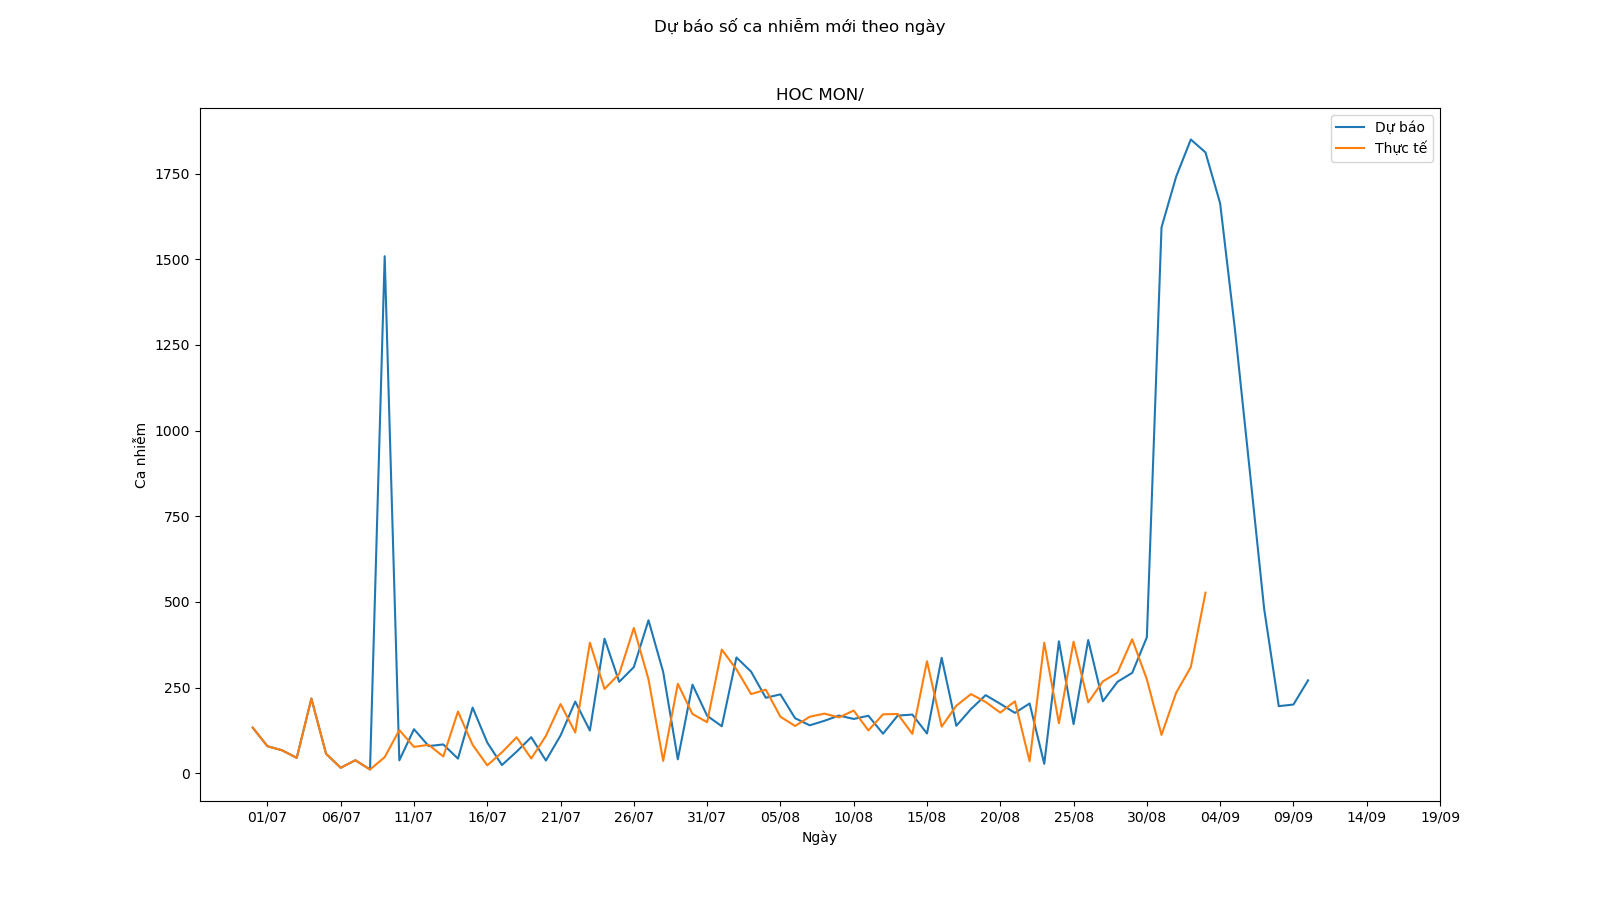 Dự báo số ca nhiễm mới theo ngày
HOC MON/
Dự báo
Thực tế
1750
1500
1250
1000
750
500
250
0
Ca nhiễm
01/07 06/07 11/07 16/07 21/07 26/07 31/07 05/08 10/08 15/08 20/08 25/08 30/08 04/09 09/09 14/09 19/09
Ngày